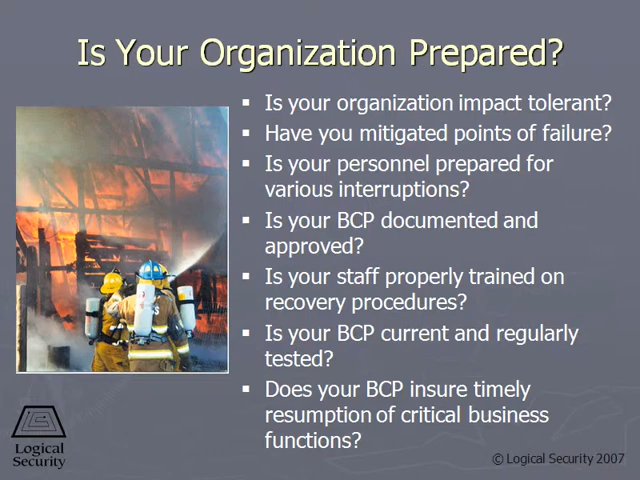 Is Your Organization Prepared?
▪ Is your organization impact tolerant?
▪ Have you mitigated points of failure?
▪ Is your personnel prepared for
various interruptions?
▪ Is your BCP documented and
approved?
▪ Is your staff properly trained on
recovery procedures?
▪ Is your BCP current and regularly
tested?
▪ Does your BCP insure timely
resumption of critical business
functions?
Logical
Security
© Logical Security 2007